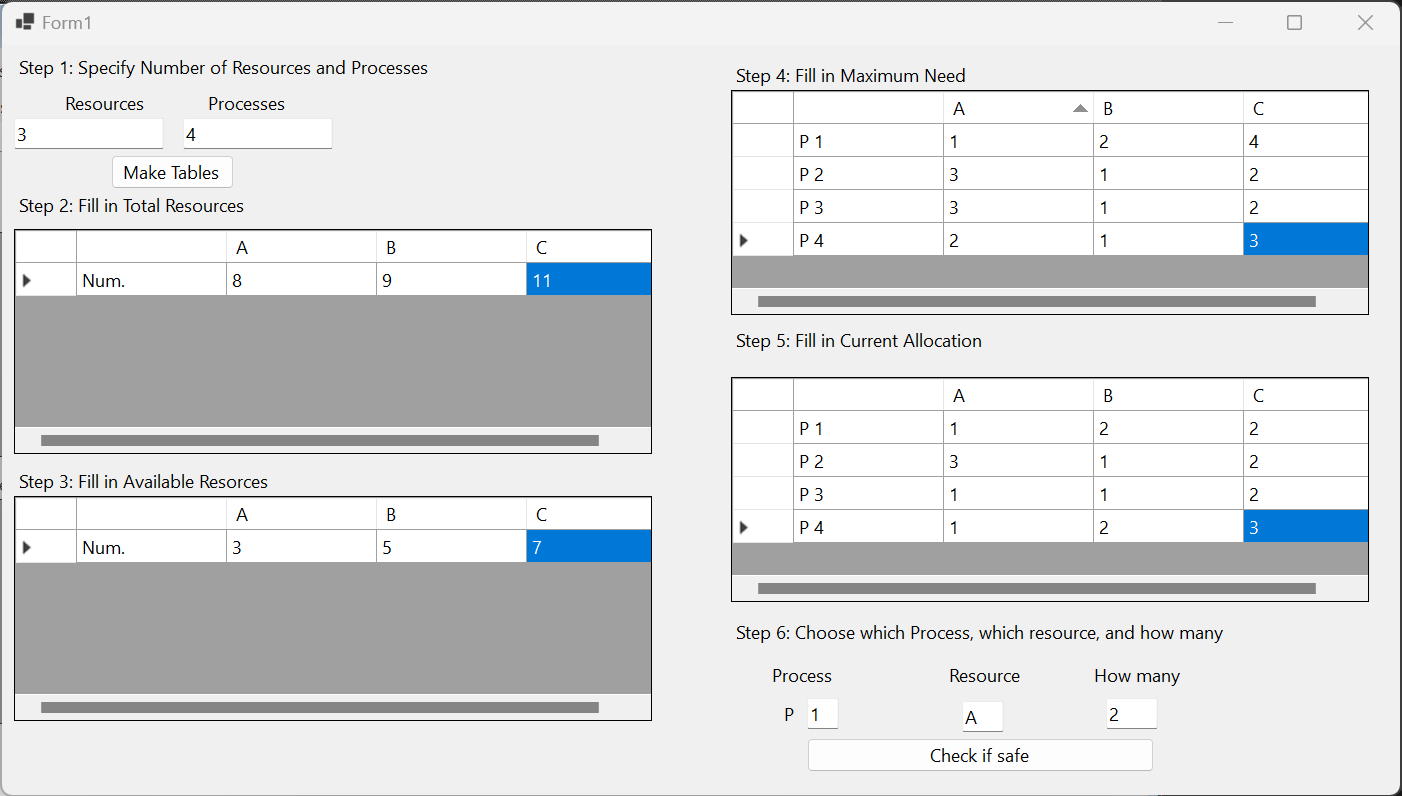 Form1
Step 1: Specify Number of Resources and Processes
Resources Processes
3 4
Make Tables
Step 2: Fill in Total Resources
A B C
Num. 8 9 11
Step 3: Fill in Available Resorces
A B C
Num. 3 5 7
Step 4: Fill in Maximum Need
A B C
P 1 1 2 4
P 2 3 1 2
P 3 3 1 2
P 4 2 1 3
Step 5: Fill in Current Allocation
A B C
P 1 1 2 2
P 2 3 1 2
P 3 1 1 2
P 4 1 2 3
Step 6: Choose which Process, which resource, and how many
Process Resource How many
P 1 A 2
Check if safe